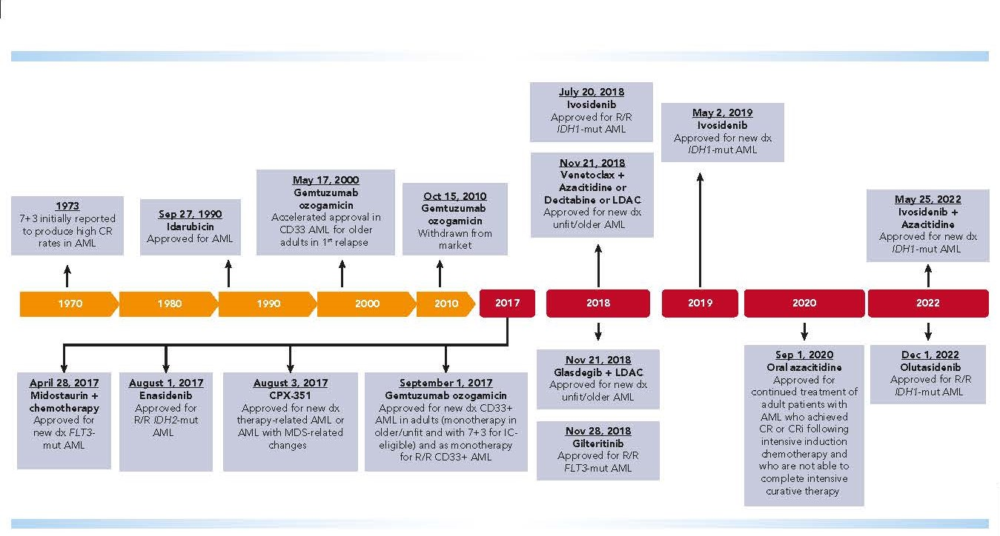 July 20, 2018
Ivosidenib
Approved for R/R
IDH1-mut AML
May 2, 2019
Ivosidenib
Approved for new dx
IDH1-mut AML
Nov 21, 2018
Venetoclax +
Azacitidine or
Decitabine or LDAC
Approved for new dx
unfit/older AML
May 17, 2000
Gemtuzumab
ozogamicin
Accelerated approval in
CD33 AML for older
adults in 1st relapse
Oct 15, 2010
Gemtuzumab
ozogamicin
Withdrawn from
market
1973
7+3 initially reported
to produce high CR
rates in AML
Sep 27, 1990
Idarubicin
Approved for AML
May 25, 2022
Ivosidenib +
Azacitidine
Approved for new dx
IDH1-mut AML
1970
1980
1990
2000
2010
2017
2018
2019
2020
2022
April 28, 2017
Midostaurin +
chemotherapy
Approved for
new dx FLT3-
mut AML
August 1, 2017
Enasidenib
Approved for
R/R IDH2-mut
AML
August 3, 2017
CPX-351
Approved for new dx
therapy-related AML or
AML with MDS-related
changes
September 1, 2017
Gemtuzumab ozogamicin
Approved for new dx CD33+
AML in adults (monotherapy in
older/unfit and with 7+3 for IC-
eligible) and as monotherapy
for R/R CD33+ AML
Nov 21, 2018
Glasdegib + LDAC
Approved for new dx
unfit/older AML
Nov 28, 2018
Gilteritinib
Approved for R/R
FLT3-mut AML
Sep 1, 2020
Oral azacitidine
Approved for
continued treatment of
adult patients with
AML who achieved
CR or CRi following
intensive induction
chemotherapy and
who are not able to
complete intensive
curative therapy
Dec 1, 2022
Olutasidenib
Approved for R/R
IDH1-mut AML